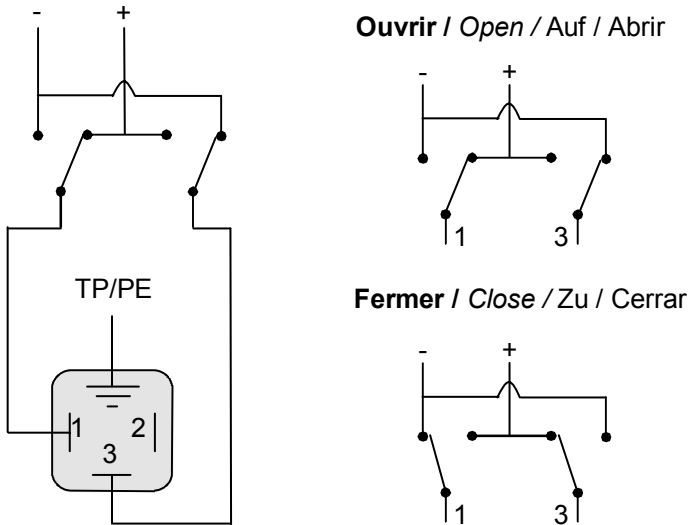 - +
TP/PE
1 2
3
Ouvrir / Open / Auf / Abrir
- +
1 3
Fermer / Close / Zu / Cerrar
- +
1 3